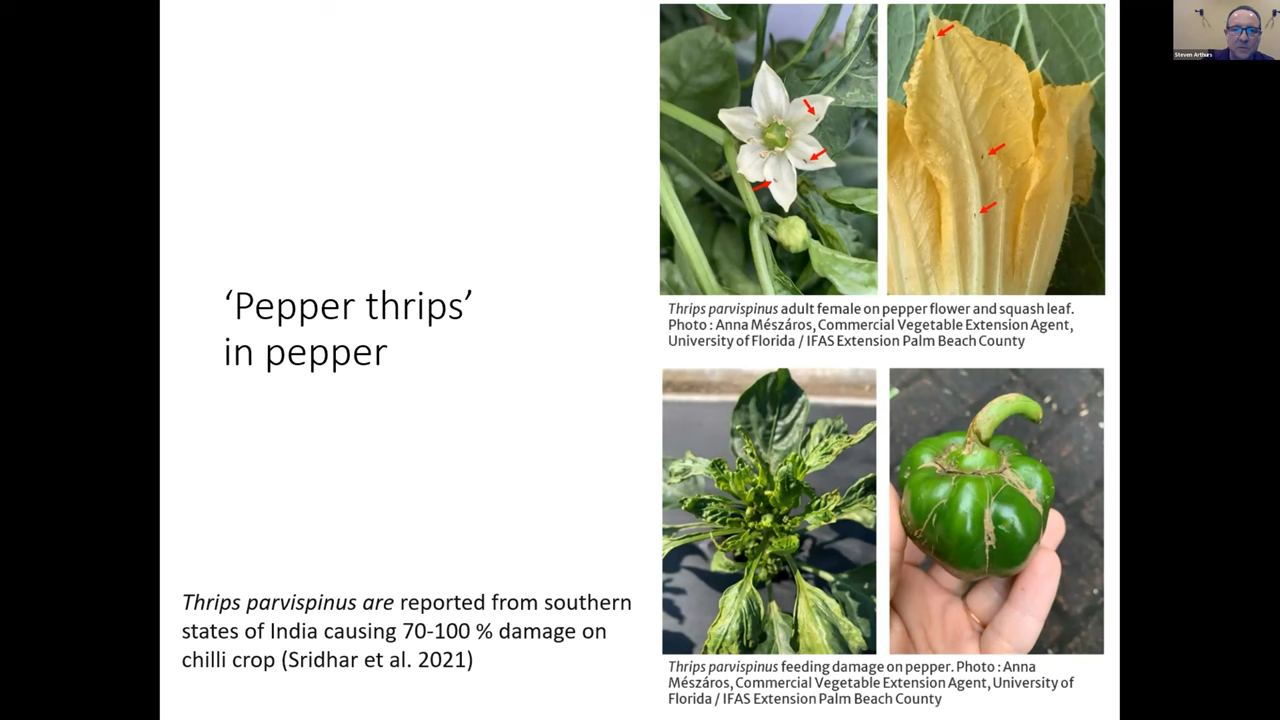 ‘Pepper thrips’
in pepper
Thrips parvispinus are reported from southern
states of India causing 70-100 % damage on
chilli crop (Sridhar et al. 2021)
Thrips parvispinus adult female on pepper flower and squash leaf.
Photo : Anna Mészáros, Commercial Vegetable Extension Agent,
University of Florida / IFAS Extension Palm Beach County
Thrips parvispinus feeding damage on pepper. Photo : Anna
Mészáros, Commercial Vegetable Extension Agent, University of
Florida / IFAS Extension Palm Beach County
Steven Arthurs